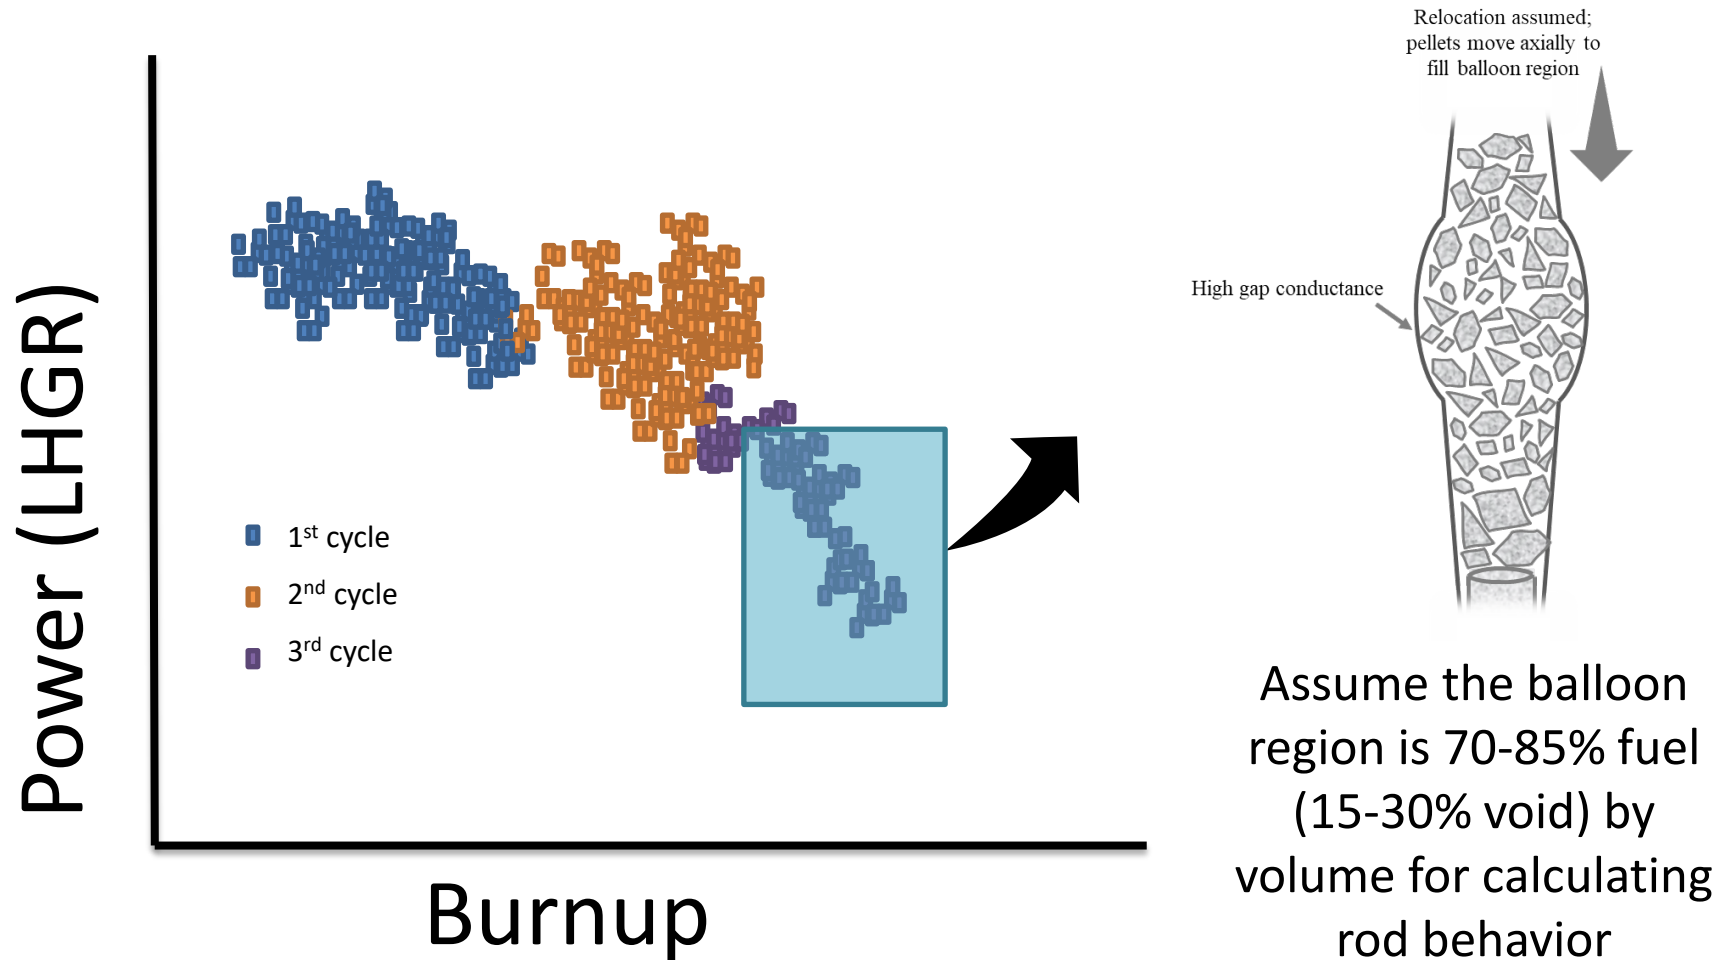 Relocation assumed;
pellets move axially to
fill balloon region
High gap conductance
Power (LHGR)
1st cycle
2nd cycle
3rd cycle
Burnup
Assume the balloon
region is 70-85% fuel
(15-30% void) by
volume for calculating
rod behavior